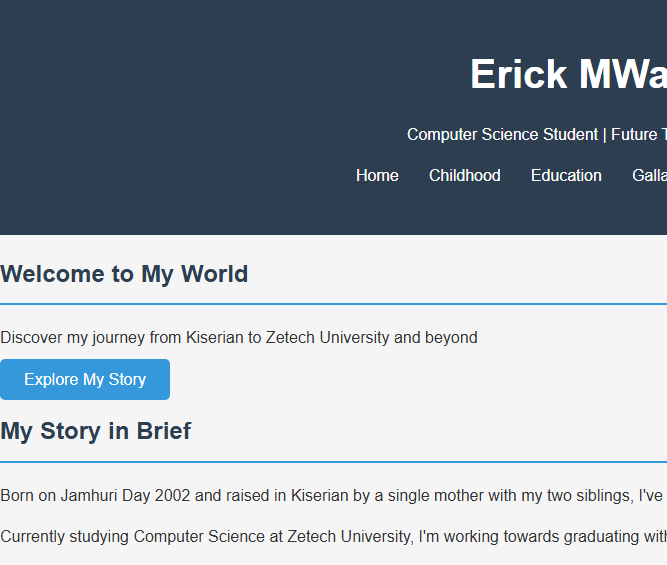 Erick MWa
Computer Science Student | Future T
Home Childhood Education Galla
Welcome to My World
Discover my journey from Kiserian to Zetech University and beyond
Explore My Story
My Story in Brief
Born on Jamhuri Day 2002 and raised in Kiserian by a single mother with my two siblings, I've
Currently studying Computer Science at Zetech University, I'm working towards graduating with